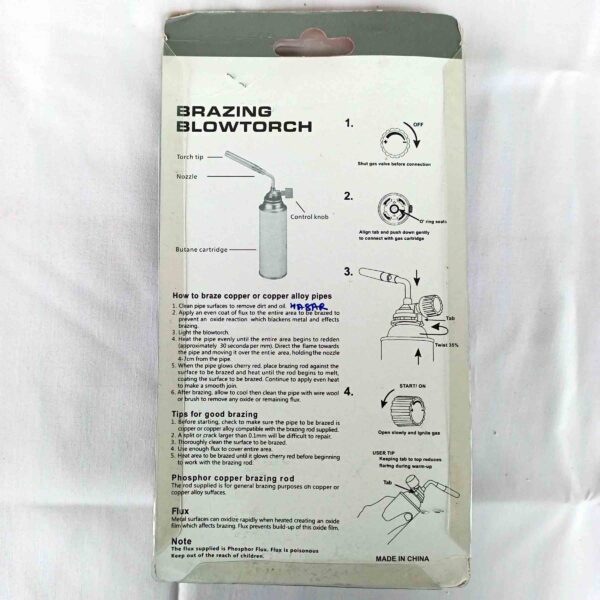 BRAZING
BLOWTORCH
Torch tip
Nozzle
Control knob
Butane cartridge
How to braze copper or copper alloy pipes
1. Clean pipe surfaces to remove dirt and oil.
2. Apply an even coat of flux to the entire area to be brazed to
prevent an oxide reaction which blackens metal and effects
brazing.
3. Light the blowtorch.
4. Heat the pipe evenly until the entire area begins to redden
(approximately 30 seconda per mm). Direct the flame towards
the pipe and moving it over the entie area, holding the nozzle
4-7cm from the pipe.
5. When the pipe glows cherry red, place brazing rod against the
surface to be brazed and heat until the rod begins to melt,
coating the surface to be brazed. Continue to apply even heat
to make a smooth join.
6. After brazing, allow to cool then clean the pipe with wire wool
or brush to remove any oxide or remaining flux.
Tips for good brazing
1. Before starting, check to make sure the pipe to be brazed is
copper or copper alloy compatible with the brazing rod supplied.
2. A split or crack larger than 0.1mm will be difficult to repair.
3. Thoroughly clean the surface to be brazed.
4. Use enough flux to cover entire area.
5. Heat area to be brazed until it glows cherry red before beginning
to work with the brazing rod.
Phosphor copper brazing rod
The rod supplied is for general brazing purposes oh copper or
copper alloy suffaces.
Flux
Metal surfaces can oxidize rapidly when heated creating an oxide
film which affects brazing. Flux prevents build-up of this oxide film.
Note
The flux supplied is Phosphor Flux. Flux is poisonous
Keep out of the reach of children.
1.
OFF
Shut gas valve before connection
2.
O' ring seats
Align tab and push down gently
to connect with gas cartridge
3.
Tab
Twist 35%
4.
START/ ON
Open slowly and ignite gas
USER TIP
Keeping tab to top reduces
flaring during warm-up
Tab
MADE IN CHINA